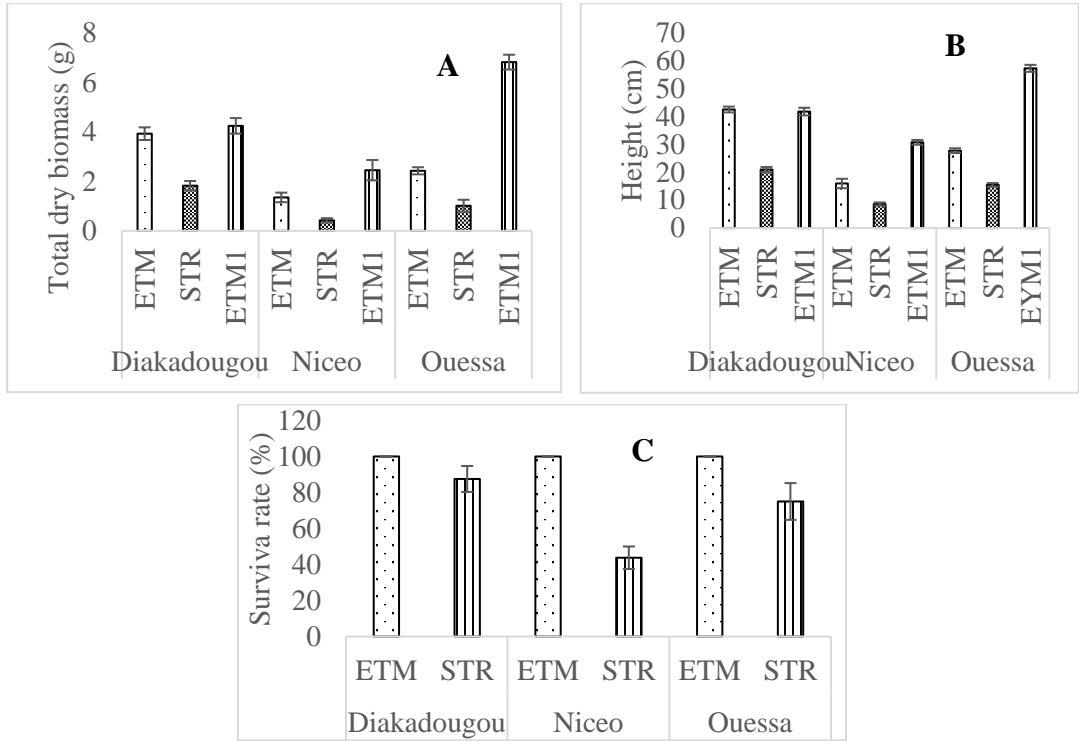 Total dry biomass (g)
8
6
4
2
0
A
ETM STR ETM1 ETM STR ETM1 ETM STR ETM1
Diakadougou Niceo Ouessa
Height (cm)
70
60
50
40
30
20
10
0
B
ETM STR ETM1 ETM STR ETM1 ETM STR EYM1
Diakadougou Niceo Ouessa
Surviva rate (%)
120
100
80
60
40
20
0
C
ETM STR ETM STR ETM STR
Diakadougou Niceo Ouessa